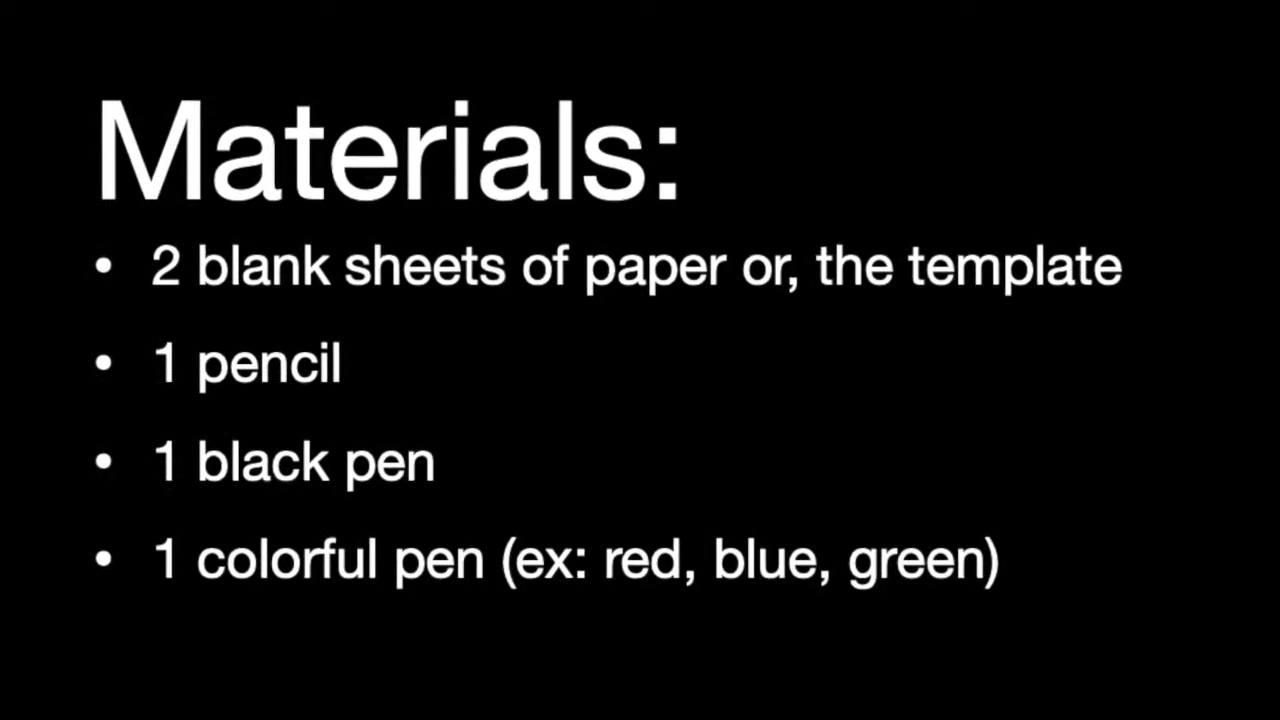 Materials:
• 2 blank sheets of paper or, the template
• 1 pencil
• 1 black pen
• 1 colorful pen (ex: red, blue, green)